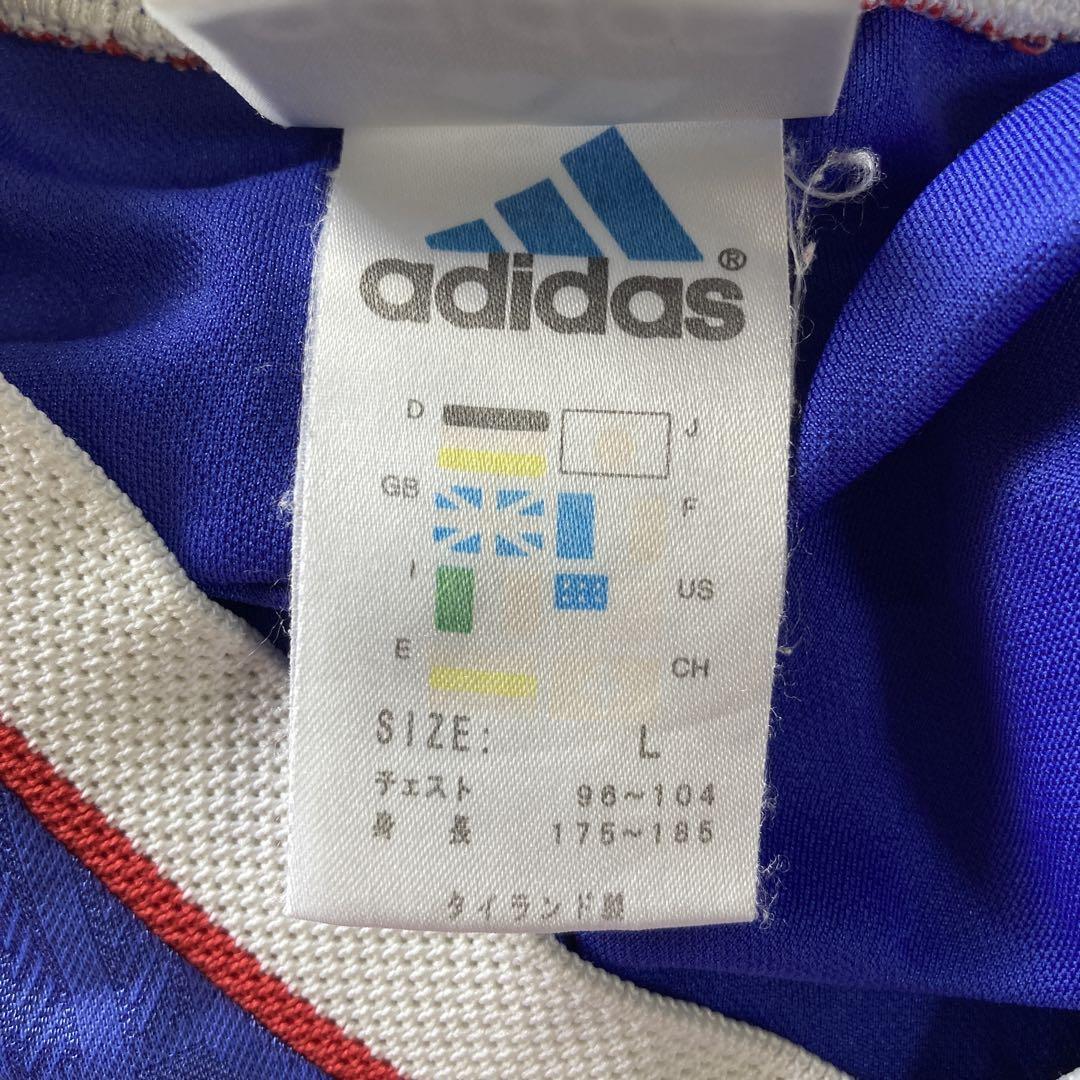 adidas®
D J
GB F
I US
E CH
SIZE: L
チェスト 96~104
身 長 175~185
タイランド製